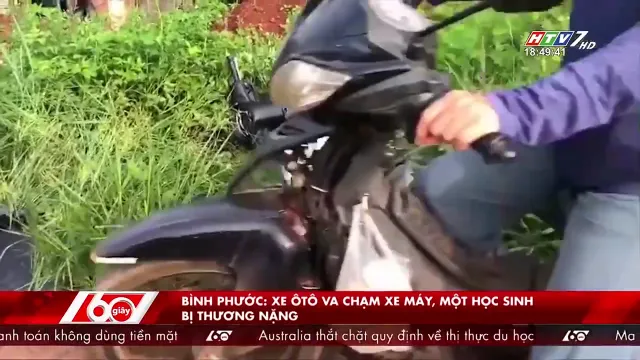 HTV7 HD
18:49:41
60 giây
BÌNH PHƯỚC: XE ÔTÔ VA CHẠM XE MÁY, MỘT HỌC SINH
BỊ THƯƠNG NẶNG
anh toán không dùng tiền mặt 60 Australia thắt chặt quy định về thị thực du học 60 Ma